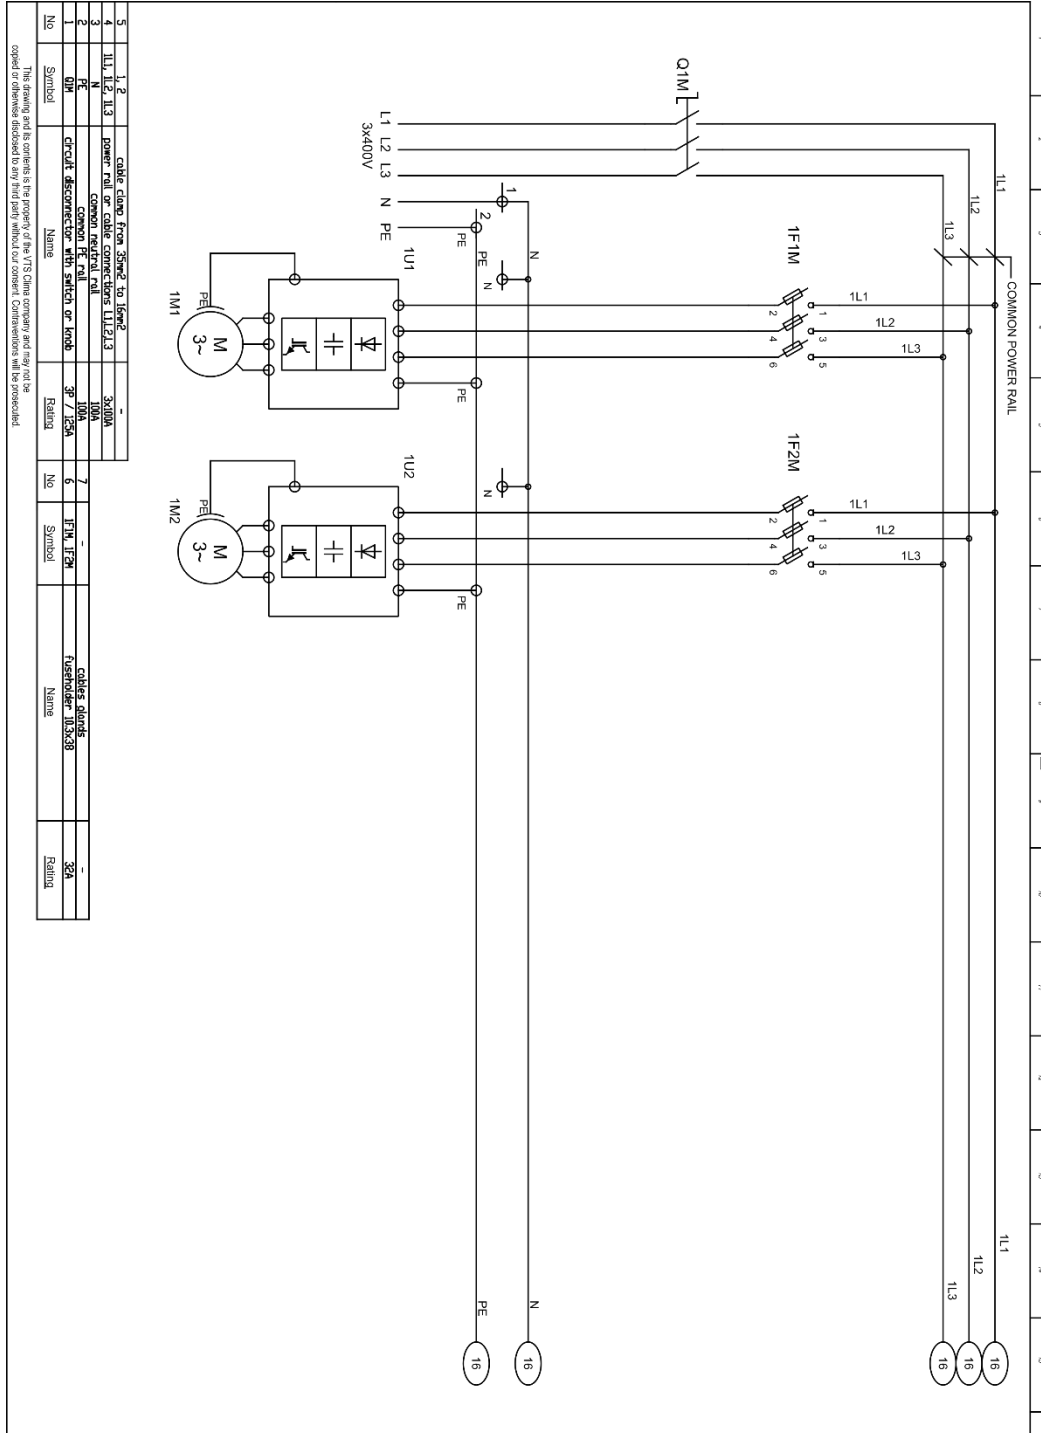 COMMON POWER RAIL
1L1
1L2
1L3
1L1
1L2
1L3
16
16
16
1F1M
1L1
1L2
1L3
1
3
5
2
4
6
1F2M
1L1
1L2
1L3
1
3
5
2
4
6
Q1M
L1
L2
L3
3x400V
N
PE
1
2
N
N
N
N
16
PE
PE
PE
PE
PE
16
1U1
1U2
PE
M
3~
1M1
PE
M
3~
1M2
5 1, 2 cable clamp from 35mm2 to 16mm2 -
4 1L1, 1L2, 1L3 power rail or cable connections L1,L2,L3 3x100A
3 N common neutral rail 100A
2 PE common PE rail 100A 7 - cables glands -
1 Q1M circuit disconnector with switch or knob 3P / 125A 6 1F1M, 1F2M fuseholder 10.3x38 32A
No Symbol Name Rating No Symbol Name Rating
This drawing and its contents is the property of the VTS Clima company and may not be
copied or otherwise disclosed to any third party without our consent. Contraventions will be prosecuted.